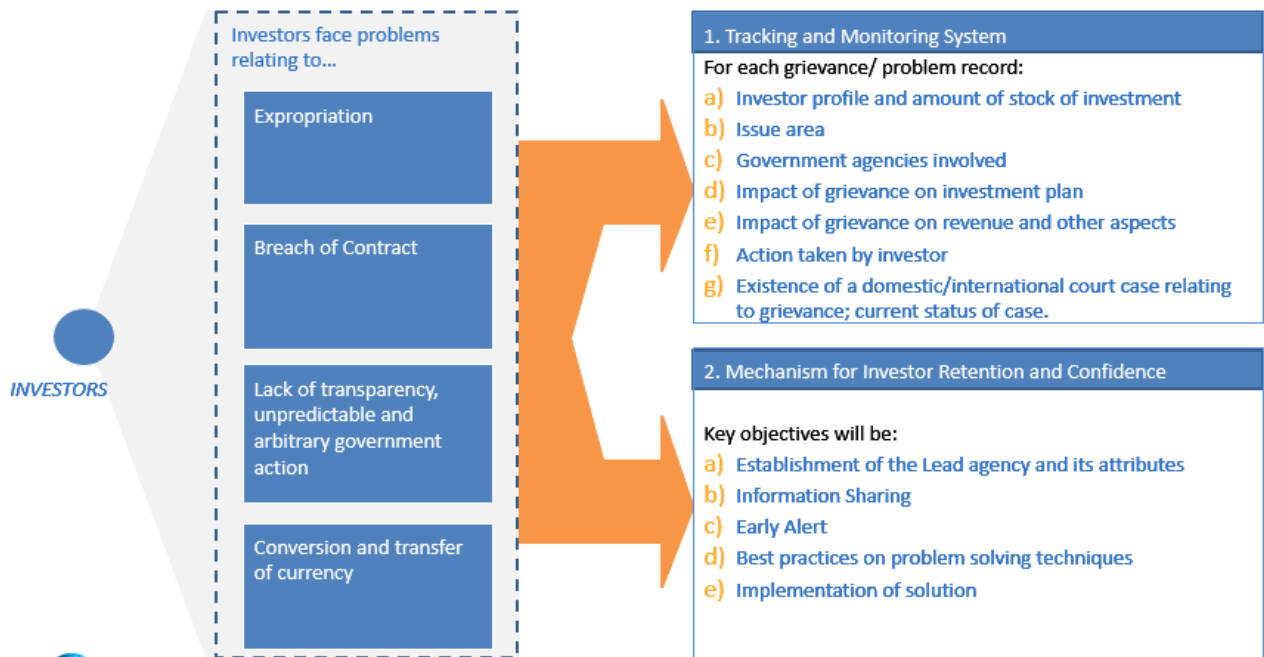 INVESTORS
Investors face problems
relating to...
Expropriation
Breach of Contract
Lack of transparency,
unpredictable and
arbitrary government
action
Conversion and transfer
of currency
1. Tracking and Monitoring System
For each grievance/ problem record:
a) Investor profile and amount of stock of investment
b) Issue area
c) Government agencies involved
d) Impact of grievance on investment plan
e) Impact of grievance on revenue and other aspects
f) Action taken by investor
g) Existence of a domestic/international court case relating
to grievance; current status of case.
2. Mechanism for Investor Retention and Confidence
Key objectives will be:
a) Establishment of the Lead agency and its attributes
b) Information Sharing
c) Early Alert
d) Best practices on problem solving techniques
e) Implementation of solution